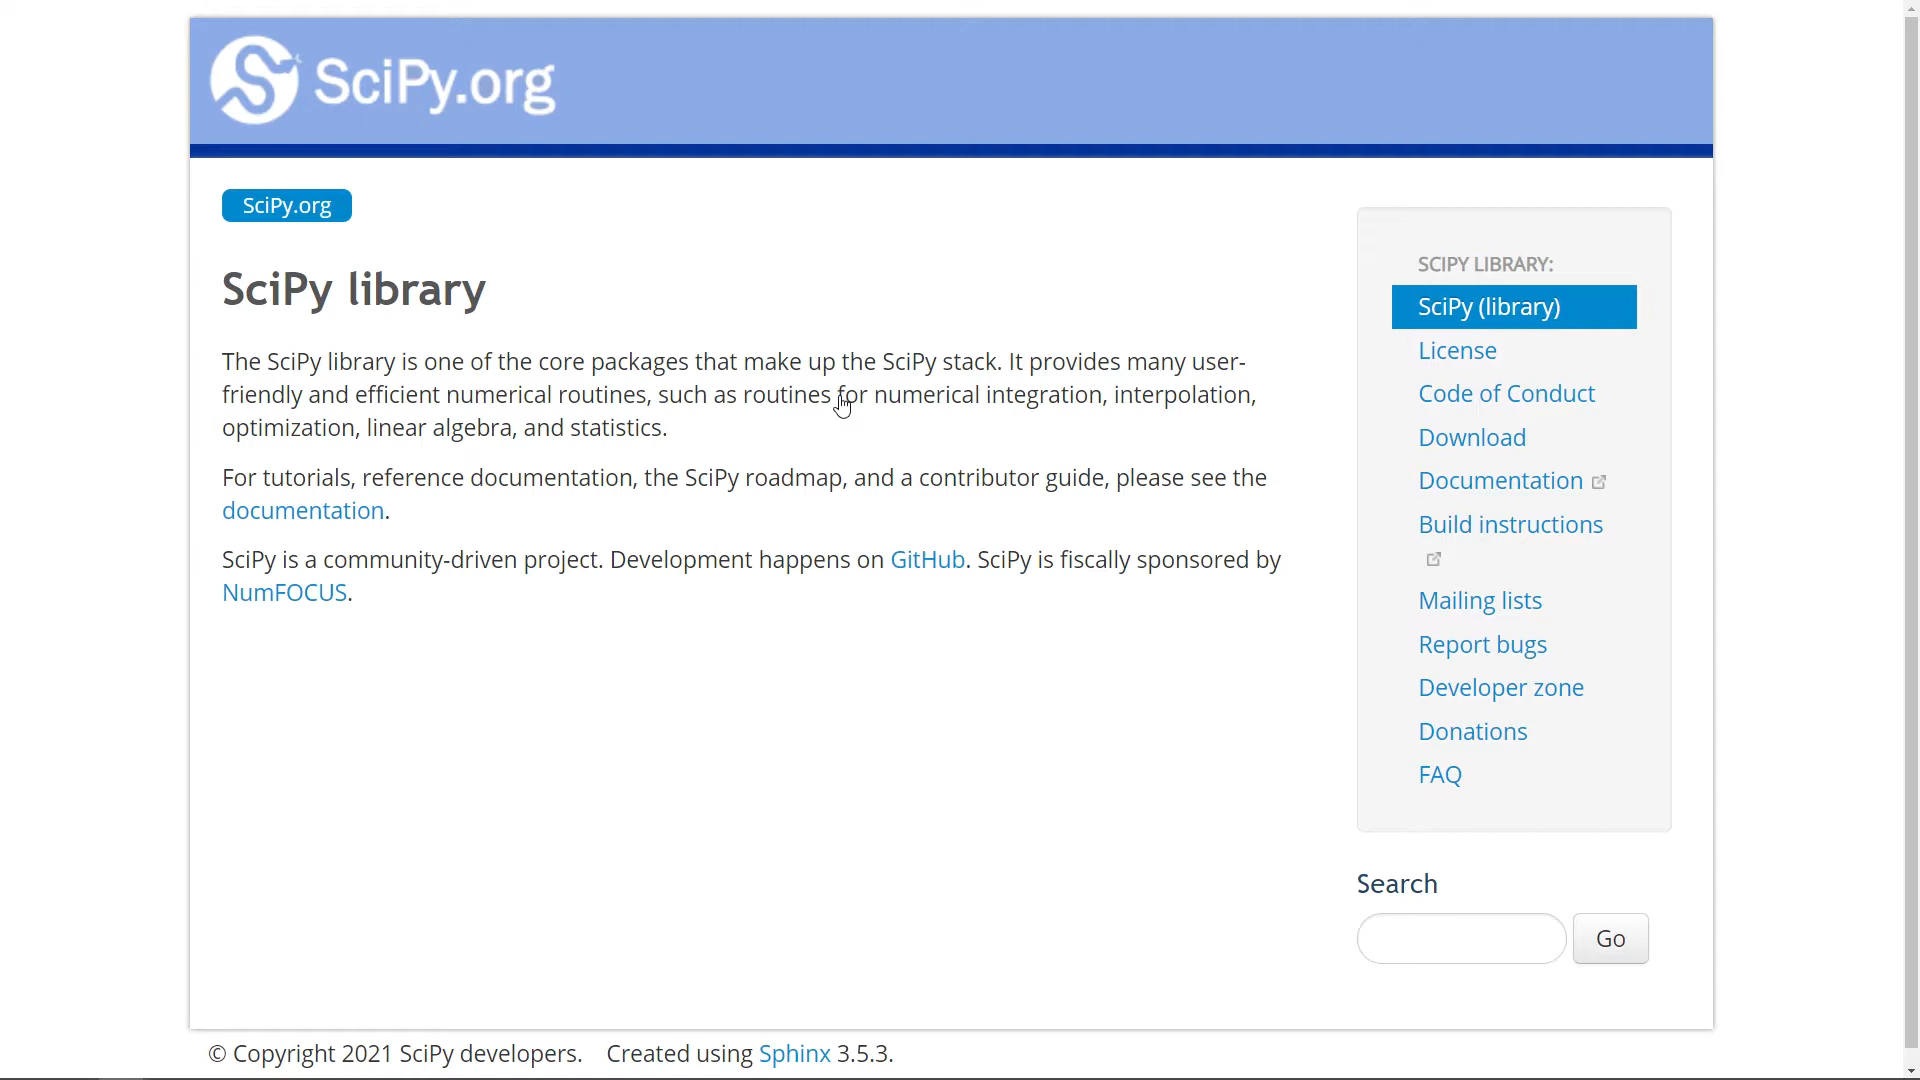 SciPy.org
SciPy.org
SciPy library
The SciPy library is one of the core packages that make up the SciPy stack. It provides many user-
friendly and efficient numerical routines, such as routines for numerical integration, interpolation,
optimization, linear algebra, and statistics.
For tutorials, reference documentation, the SciPy roadmap, and a contributor guide, please see the
documentation.
SciPy is a community-driven project. Development happens on GitHub. SciPy is fiscally sponsored by
NumFOCUS.
SCIPY LIBRARY:
SciPy (library)
License
Code of Conduct
Download
Documentation
Build instructions
Mailing lists
Report bugs
Developer zone
Donations
FAQ
Search
Go
© Copyright 2021 SciPy developers. Created using Sphinx 3.5.3.